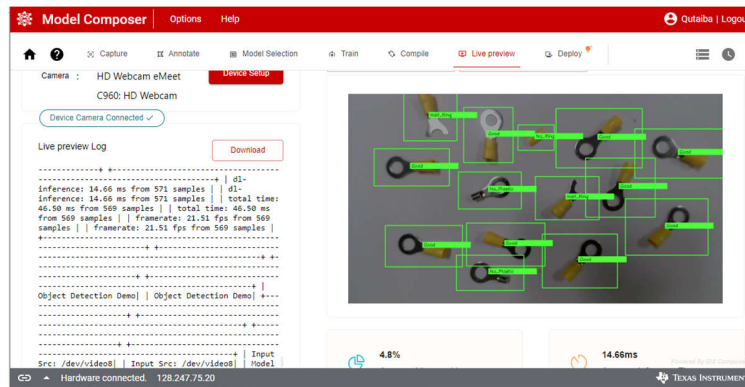 Model Composer Options Help Qutaiba | Logou
Capture Annotate Model Selection Train Compile Live preview Deploy
Camera : HD Webcam eMeet
C960: HD Webcam
Device Setup
Device Camera Connected ✓
Live preview Log
Download
-------------+ +------------------------------------
--------------------------------------+ | dl-
inference: 14.66 ms from 571 samples | | dl-
inference: 14.66 ms from 571 samples | | total time:
46.50 ms from 569 samples | | total time: 46.50 ms
from 569 samples | | framerate: 21.51 fps from 569
samples | | framerate: 21.51 fps from 569 samples |
Object Detection Demo| | Object Detection Demo| +---
| Input
Src: /dev/video8| | Input Src: /dev/video8| | Model
Half_Ring
Good
No_Ring
Good
Good
Good
No_Plastic
Half_Ring
Good
Good
Good
Good
No_Plastic
4.8%
14.66ms
Powered By
Hardware connected. 128.247.75.20
TEXAS INSTRUMENT